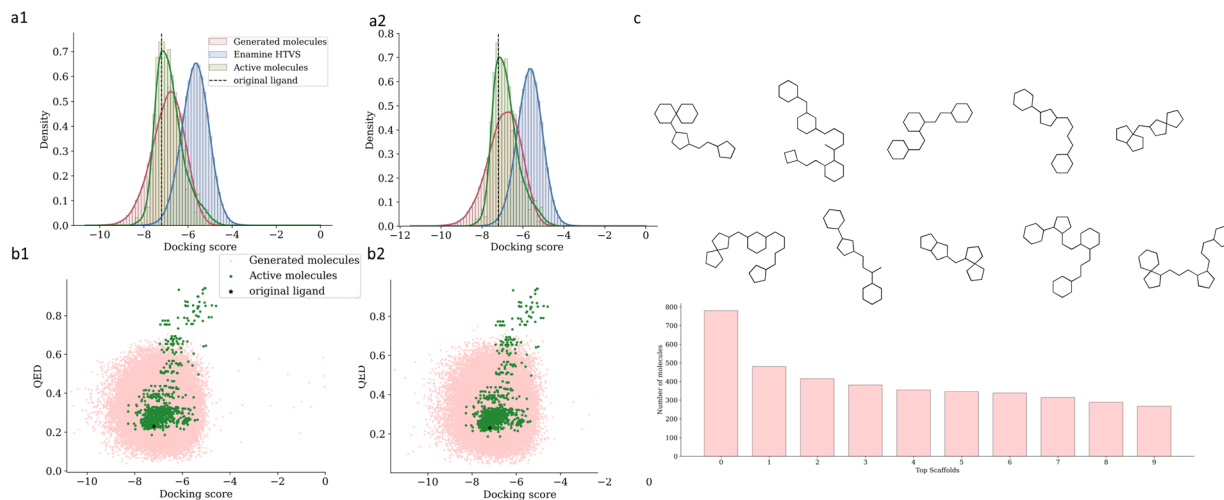 a1
0.7
0.6
0.5
0.4
0.3
0.2
0.1
0.0
Density
−10 −8 −6 −4 −2 0
Docking score
Generated molecules
Enamine HTVS
Active molecules
original ligand
a2
0.8
0.7
0.6
0.5
0.4
0.3
0.2
0.1
0.0
Density
−12 −10 −8 −6 −4 −2 0
Docking score
b1
Generated molecules
Active molecules
original ligand
0.8
0.6
0.4
0.2
0.0
QED
−10 −8 −6 −4 −2 0
Docking score
b2
0.8
0.6
0.4
0.2
QED
−10 −8 −6 −4 −2
Docking score
0
c
800
700
600
500
400
300
200
100
0
Number of molecules
0 1 2 3 4 5 6 7 8 9
Top Scaffolds